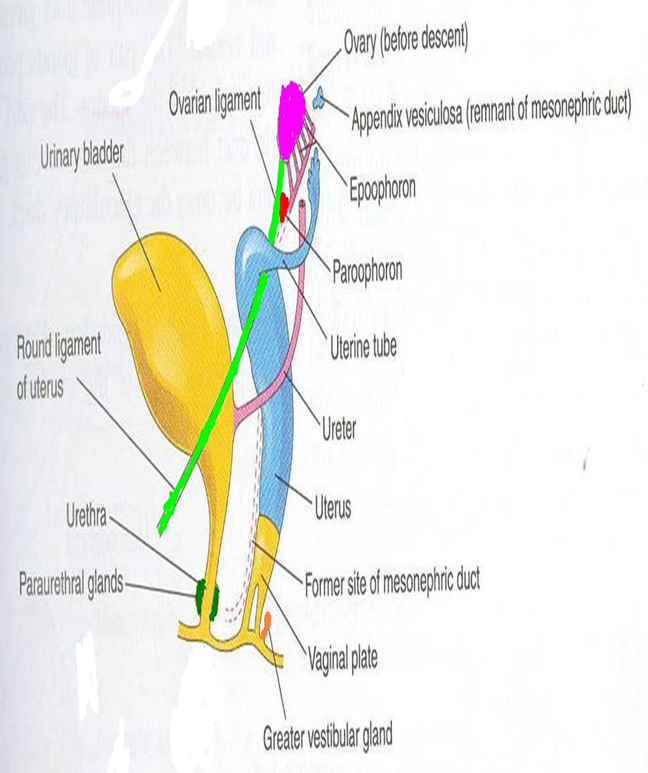 Ovary (before descent)
Ovarian ligament
Appendix vesiculosa (remnant of mesonephric duct)
Urinary bladder
Epoophoron
Paroophoron
Round ligament
of uterus
Uterine tube
Ureter
Uterus
Urethra
Former site of mesonephric duct
Paraurethral glands
Vaginal plate
Greater vestibular gland